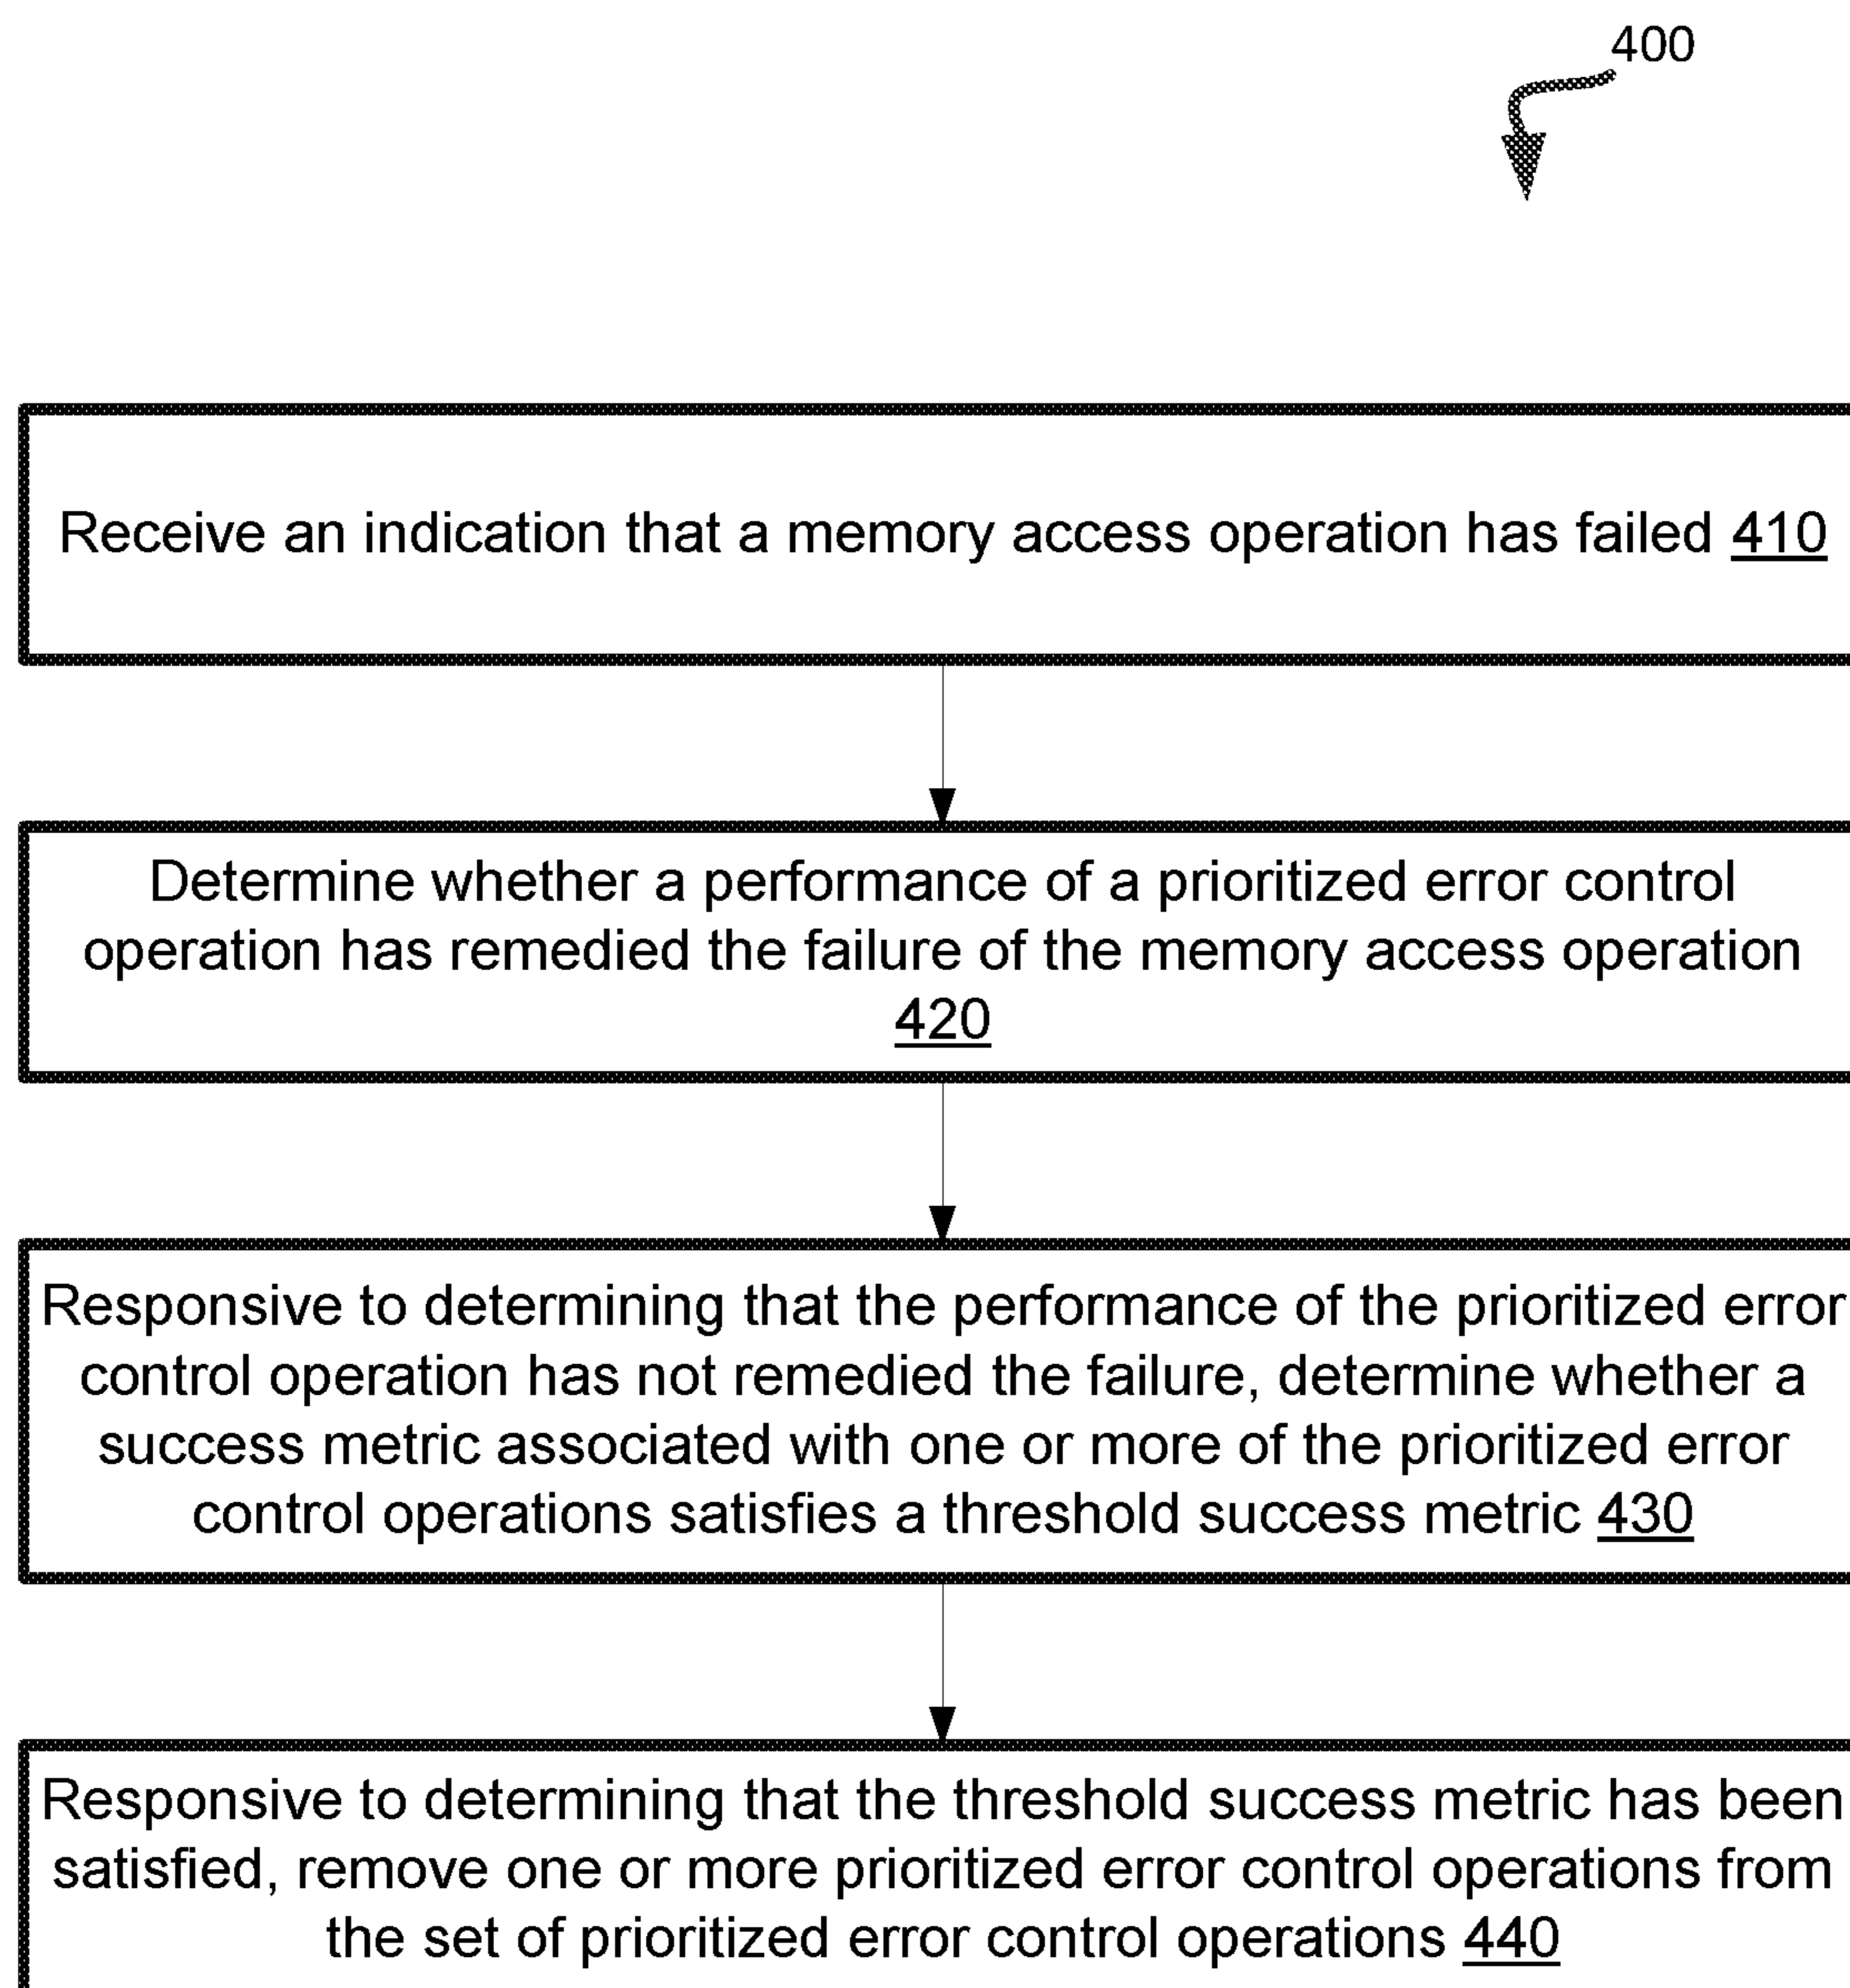 400
Receive an indication that a memory access operation has failed 410
Determine whether a performance of a prioritized error control
operation has remedied the failure of the memory access operation
420
Responsive to determining that the performance of the prioritized error
control operation has not remedied the failure, determine whether a
success metric associated with one or more of the prioritized error
control operations satisfies a threshold success metric 430
Responsive to determining that the threshold success metric has been
satisfied, remove one or more prioritized error control operations from
the set of prioritized error control operations 440